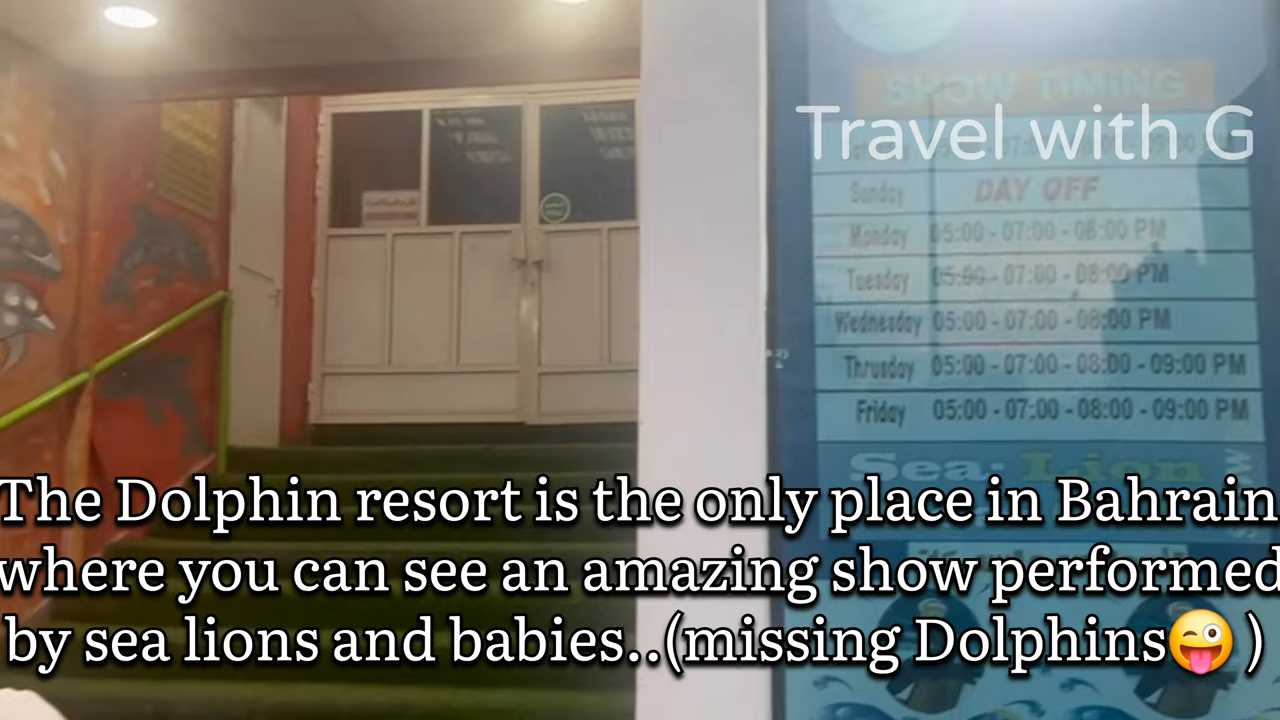 SHOW TIMING
Travel with G
Sunday DAY OFF
Monday 05:00 - 07:00 - 08:00 PM
Tuesday 05:00 - 07:00 - 08:00 PM
Wednesday 05:00 - 07:00 - 08:00 PM
Thrusday 05:00 - 07:00 - 08:00 - 09:00 PM
Friday 05:00 - 07:00 - 08:00 - 09:00 PM
Sea Lion
The Dolphin resort is the only place in Bahrain
where you can see an amazing show performed
by sea lions and babies..(missing Dolphins😜 )